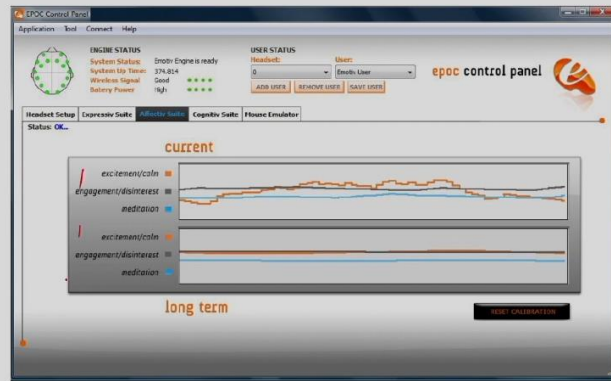 EPOC Control Panel
Application Tool Connect Help
ENGINE STATUS
System Status: Emotiv Engine is ready
System Up Time: 374.814
Wireless Signal Good
Battery Power High
USER STATUS
Headset: User:
0 Emotiv User
ADD USER REMOVE USER SAVE USER
epoc control panel
Headset Setup Expressiv Suite Affectiv Suite Cognitiv Suite Mouse Emulator
Status: OK..
current
excitement/calm
engagement/disinterest
meditation
excitement/calm
engagement/disinterest
meditation
long term
RESET CALIBRATION